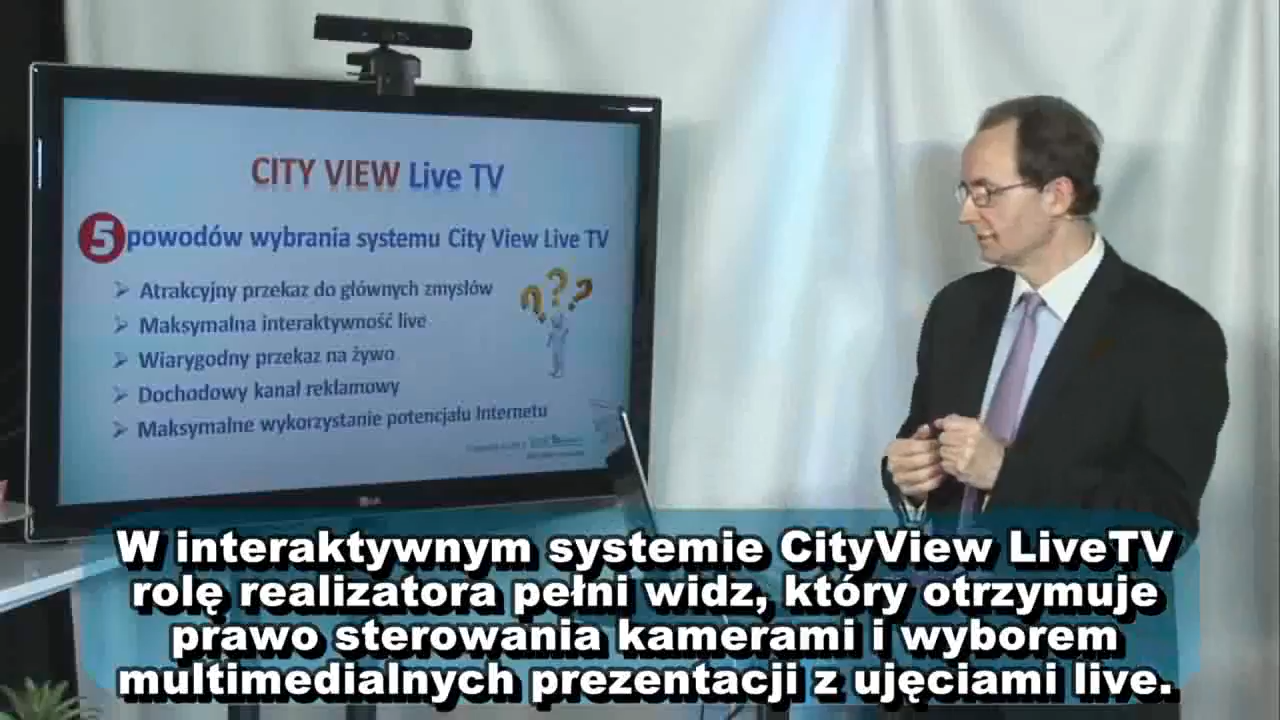 CITY VIEW Live TV
5 powodów wybrania systemu City View Live TV
Atrakcyjny przekaz do głównych zmysłów
Maksymalna interaktywność live
Wiarygodny przekaz na żywo
Dochodowy kanał reklamowy
Maksymalne wykorzystanie potencjału Internetu
LG
W interaktywnym systemie CityView LiveTV
rolę realizatora pełni widz, który otrzymuje
prawo sterowania kamerami i wyborem
multimedialnych prezentacji z ujęciami live.